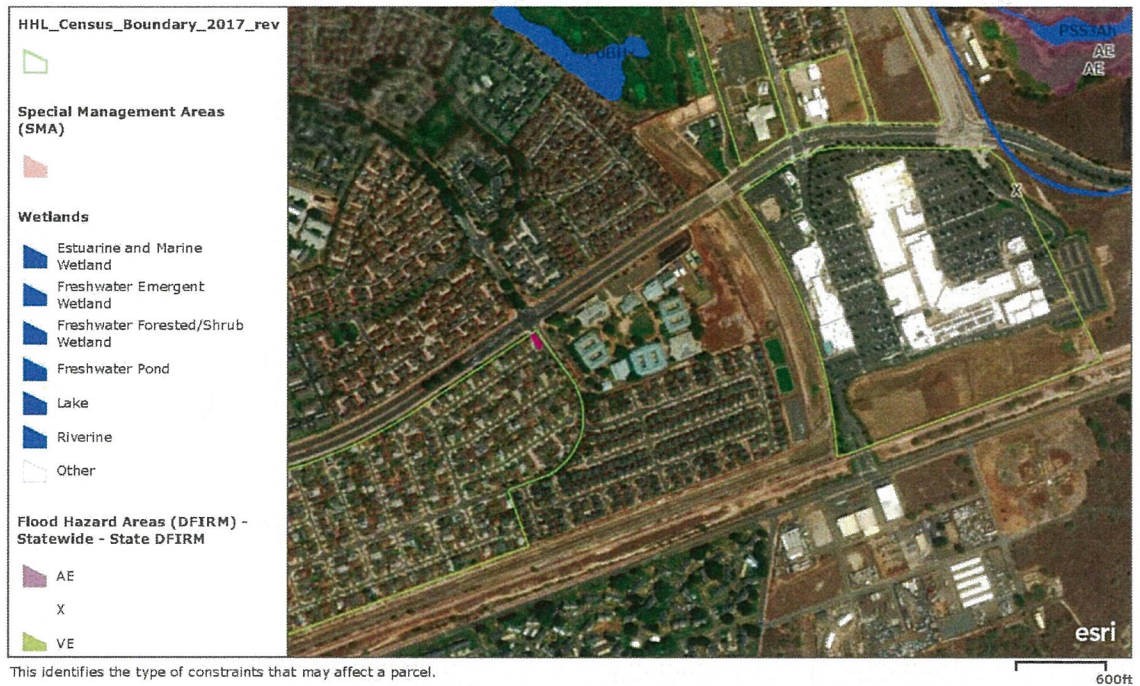 HHL_Census_Boundary_2017_rev
Special Management Areas
(SMA)
Wetlands
Estuarine and Marine
Wetland
Freshwater Emergent
Wetland
Freshwater Forested/Shrub
Wetland
Freshwater Pond
Lake
Riverine
Other
Flood Hazard Areas (DFIRM) -
Statewide - State DFIRM
AE
X
VE
PSS3Ah
AE
AE
X
esri
This identifies the type of constraints that may affect a parcel.
600ft